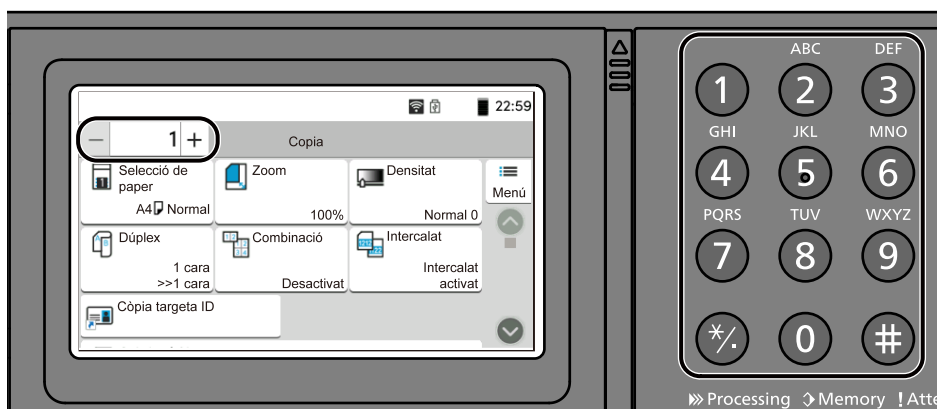 22:59
— 1 +
Copia
Selecció de
paper
A4 Normal
Zoom
100%
Densitat
Normal 0
Menú
Dúplex
1 cara
>>1 cara
Combinació
Desactivat
Intercalat
Intercalat
activat
Còpia targeta ID
ABC DEF
1 2 3
GHI JKL MNO
4 5 6
PQRS TUV WXYZ
7 8 9
*/. 0 #
Processing Memory ! Atte